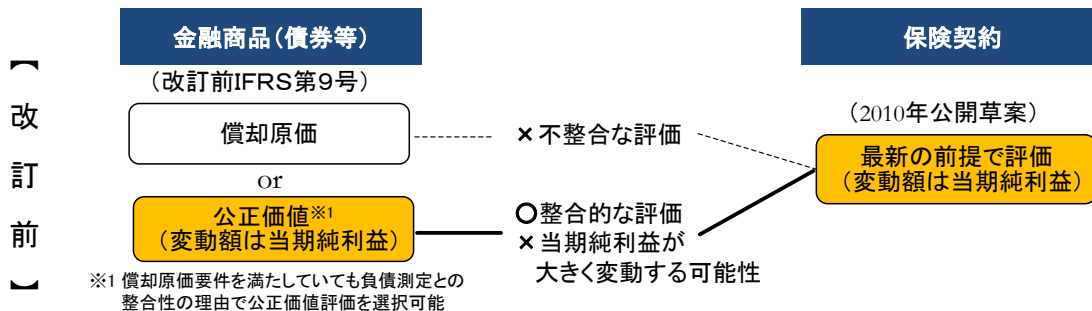 【改訂前】
金融商品（債券等）
（改訂前IFRS第9号）
償却原価
or
公正価値※1
（変動額は当期純利益）
※1 償却原価要件を満たしていても負債測定との
整合性の理由で公正価値評価を選択可能
×不整合な評価
○整合的な評価
×当期純利益が
大きく変動する可能性
保険契約
（2010年公開草案）
最新の前提で評価
（変動額は当期純利益）